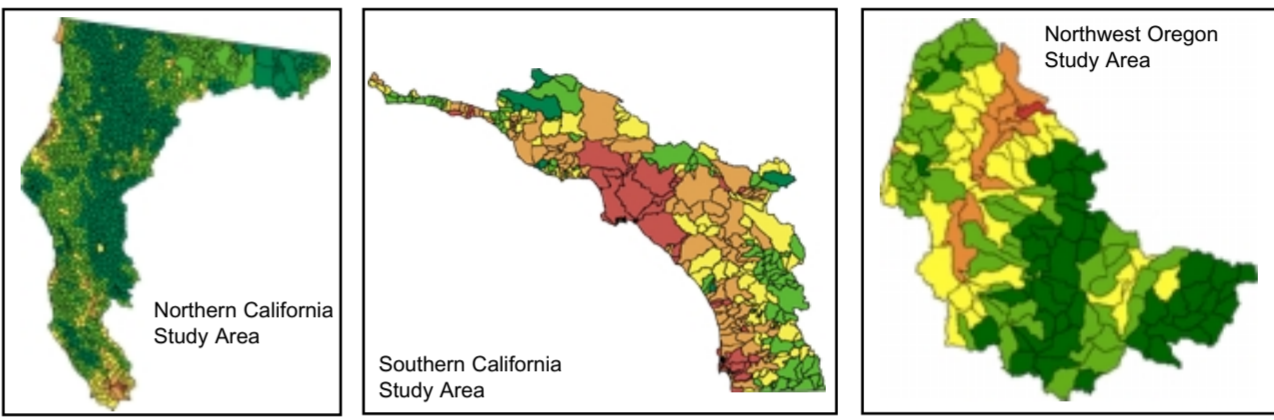 Northern California
Study Area
Southern California
Study Area
Northwest Oregon
Study Area